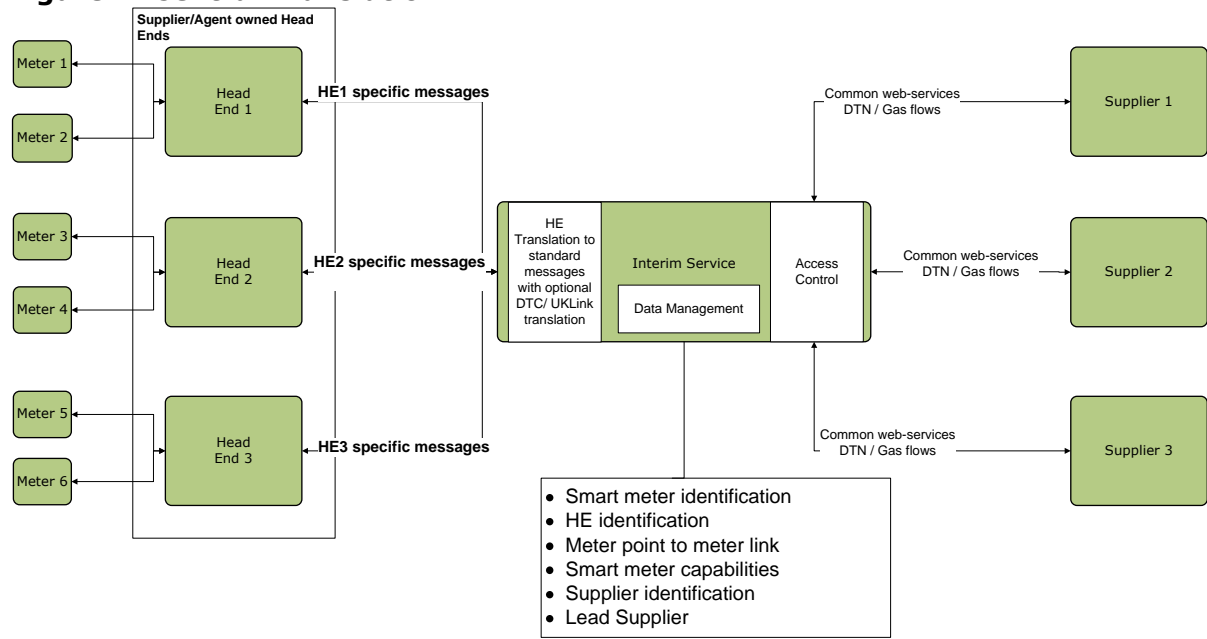 Supplier/Agent owned Head
Ends
Meter 1
Meter 2
Head
End 1
HE1 specific messages
Common web-services
DTN / Gas flows
Supplier 1
Meter 3
Meter 4
Head
End 2
HE2 specific messages
HE
Translation to
standard
messages
with optional
DTC/ UKLink
translation
Interim Service
Data Management
Access
Control
Common web-services
DTN / Gas flows
Supplier 2
Meter 5
Meter 6
Head
End 3
HE3 specific messages
Common web-services
DTN / Gas flows
Supplier 3
• Smart meter identification
• HE identification
• Meter point to meter link
• Smart meter capabilities
• Supplier identification
• Lead Supplier